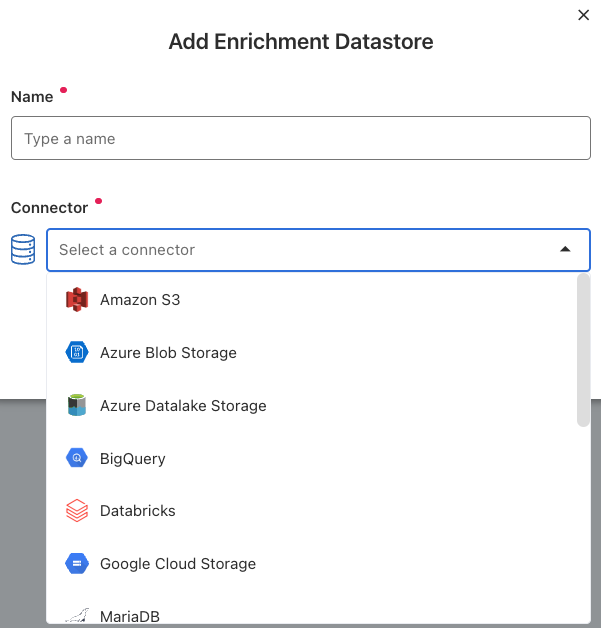 Add Enrichment Datastore
Name
Type a name
Connector
Select a connector
Amazon S3
Azure Blob Storage
Azure Datalake Storage
BigQuery
Databricks
Google Cloud Storage
MariaDB